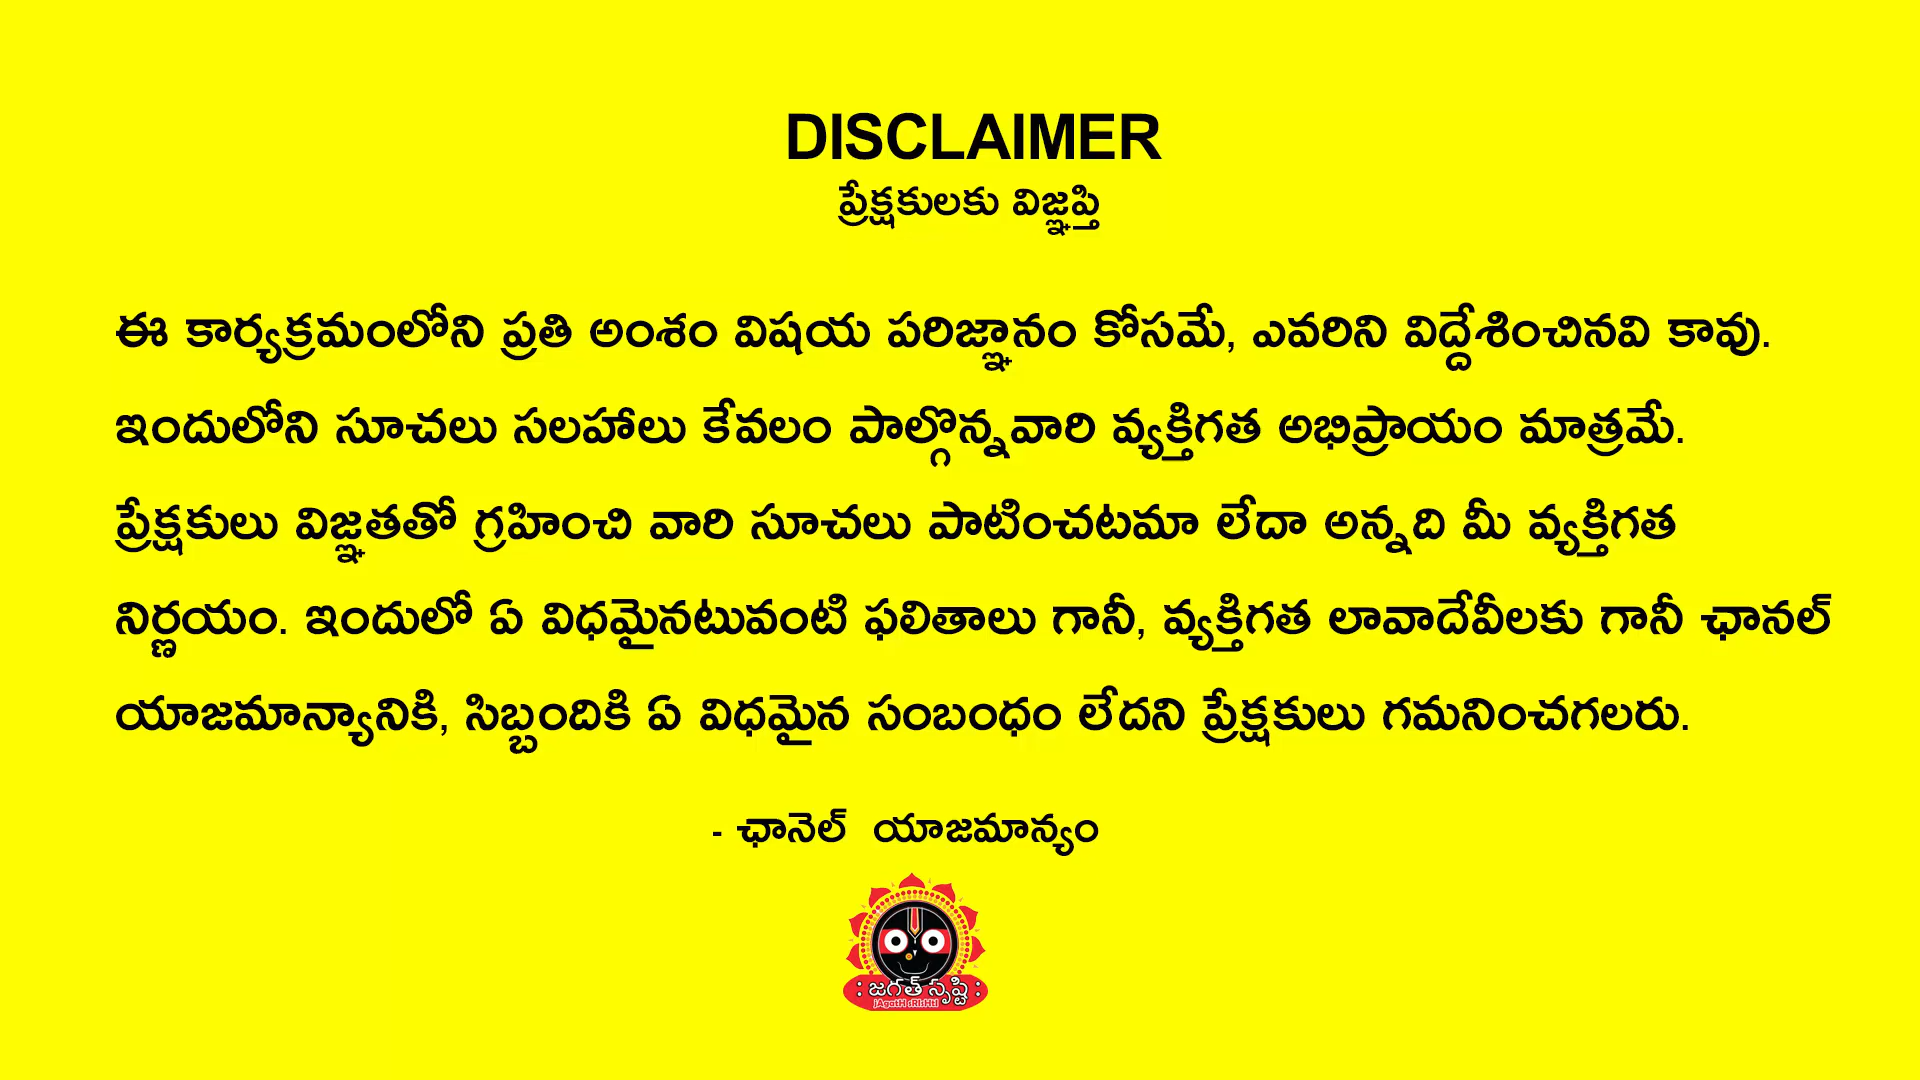 DISCLAIMER
ప్రేక్షకులకు విజ్ఞప్తి
ఈ కార్యక్రమంలోని ప్రతి అంశం విషయ పరిజ్ఞానం కోసమే, ఎవరిని విద్దేశించినవి కావు.
ఇందులోని సూచలు సలహాలు కేవలం పాల్గొన్నవారి వ్యక్తిగత అభిప్రాయం మాత్రమే.
ప్రేక్షకులు విజ్ఞతతో గ్రహించి వారి సూచలు పాటించటమా లేదా అన్నది మీ వ్యక్తిగత
నిర్ణయం. ఇందులో ఏ విధమైనటువంటి ఫలితాలు గానీ, వ్యక్తిగత లావాదేవీలకు గానీ ఛానల్
యాజమాన్యానికి, సిబ్బందికి ఏ విధమైన సంబంధం లేదని ప్రేక్షకులు గమనించగలరు.
- ఛానెల్ యాజమాన్యం
: జగత్ సృష్టి :
jAgatH sRIsHtI